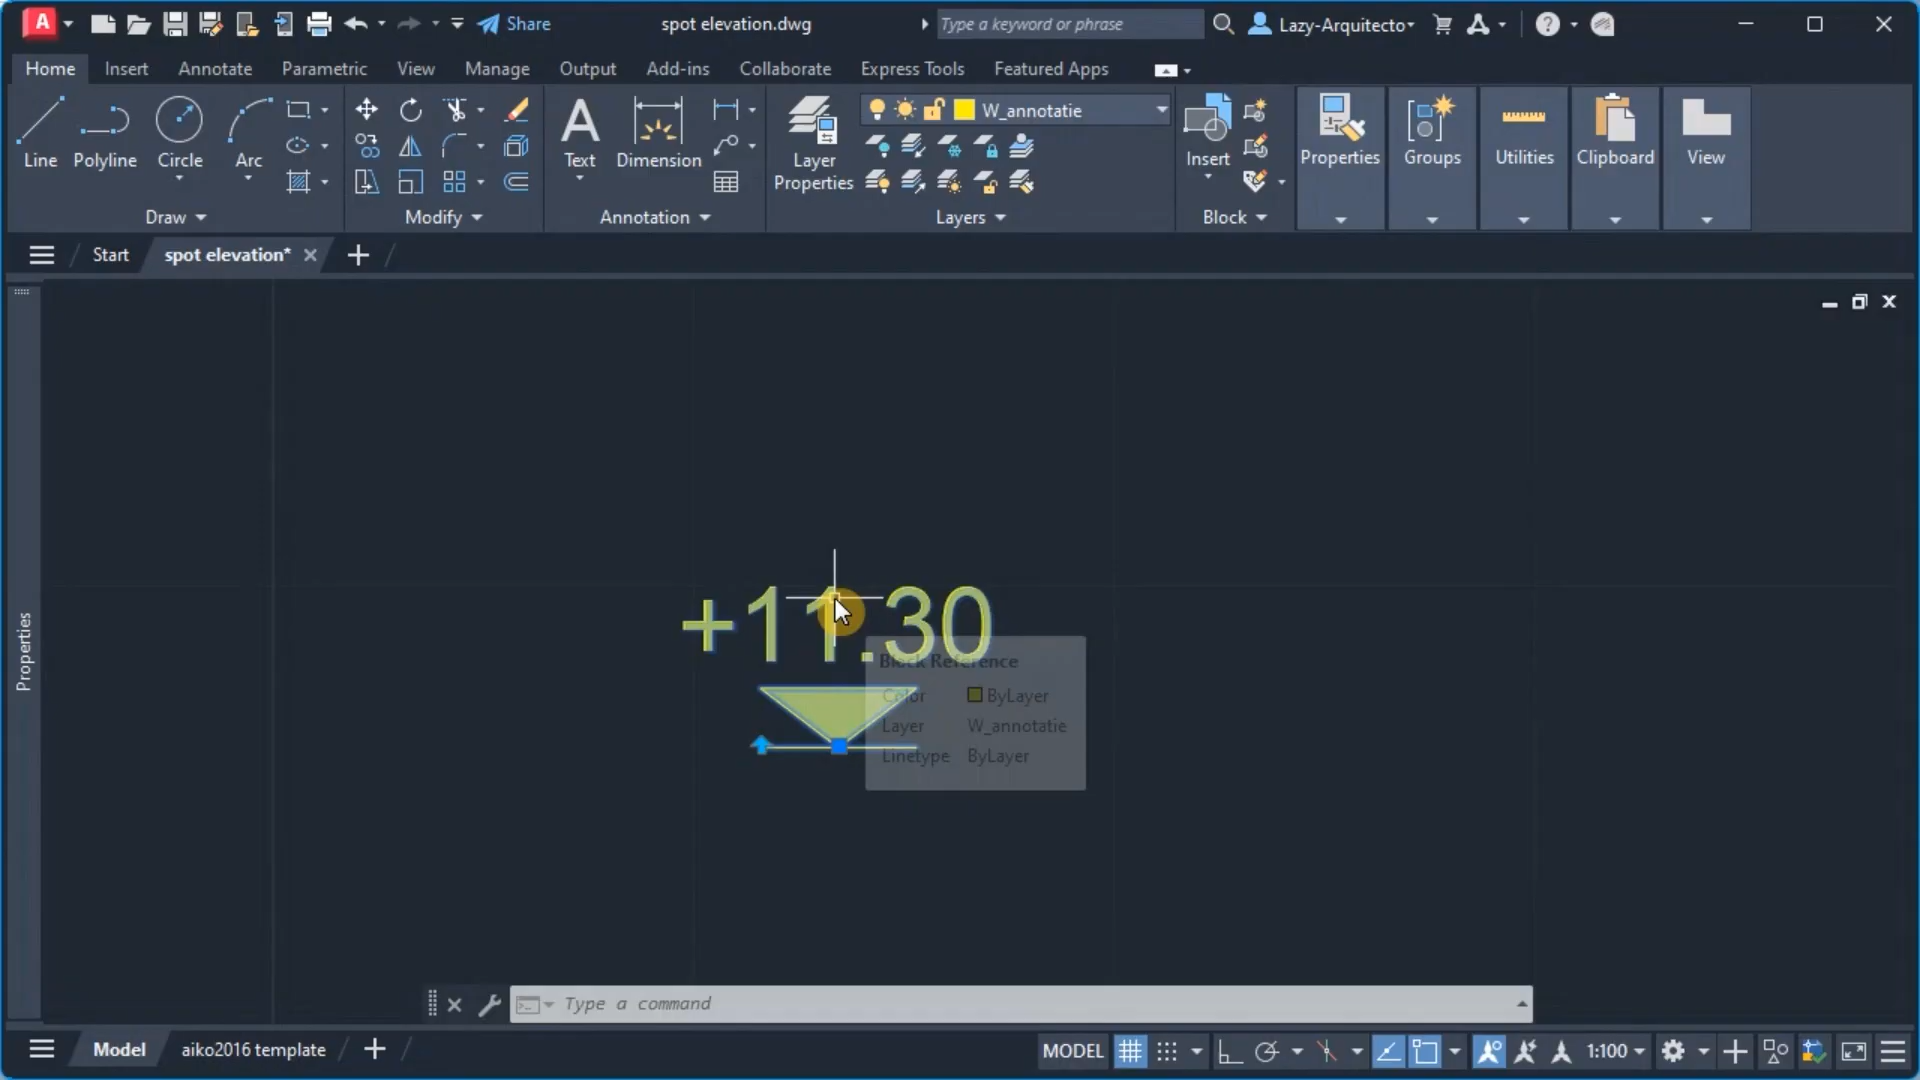 A Share spot elevation.dwg Type a keyword or phrase Lazy-Arquitecto
Home Insert Annotate Parametric View Manage Output Add-ins Collaborate Express Tools Featured Apps
W_annotatie
Line Polyline Circle Arc Text Dimension Layer Properties Insert Properties Groups Utilities Clipboard View
Draw Modify Annotation Layers Block
Start spot elevation*
Properties
+11.30
Block Reference
Color ByLayer
Layer W_annotatie
Linetype ByLayer
Type a command
Model aiko2016 template MODEL 1:100